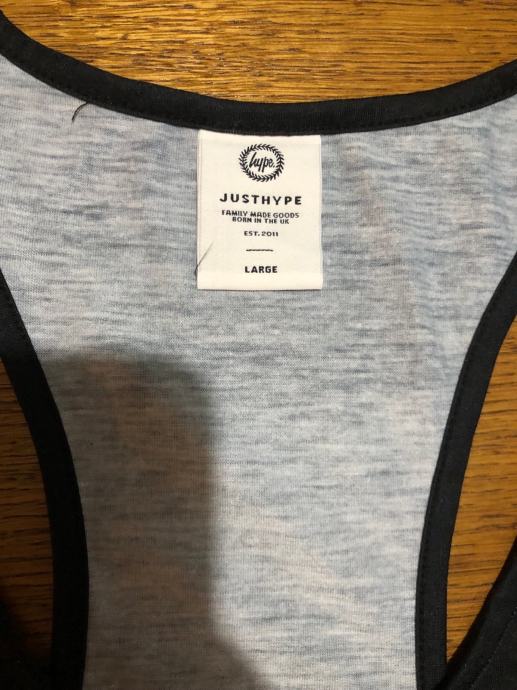 hype.
JUSTHYPE
FAMILY MADE GOODS
BORN IN THE UK
EST. 2011
LARGE